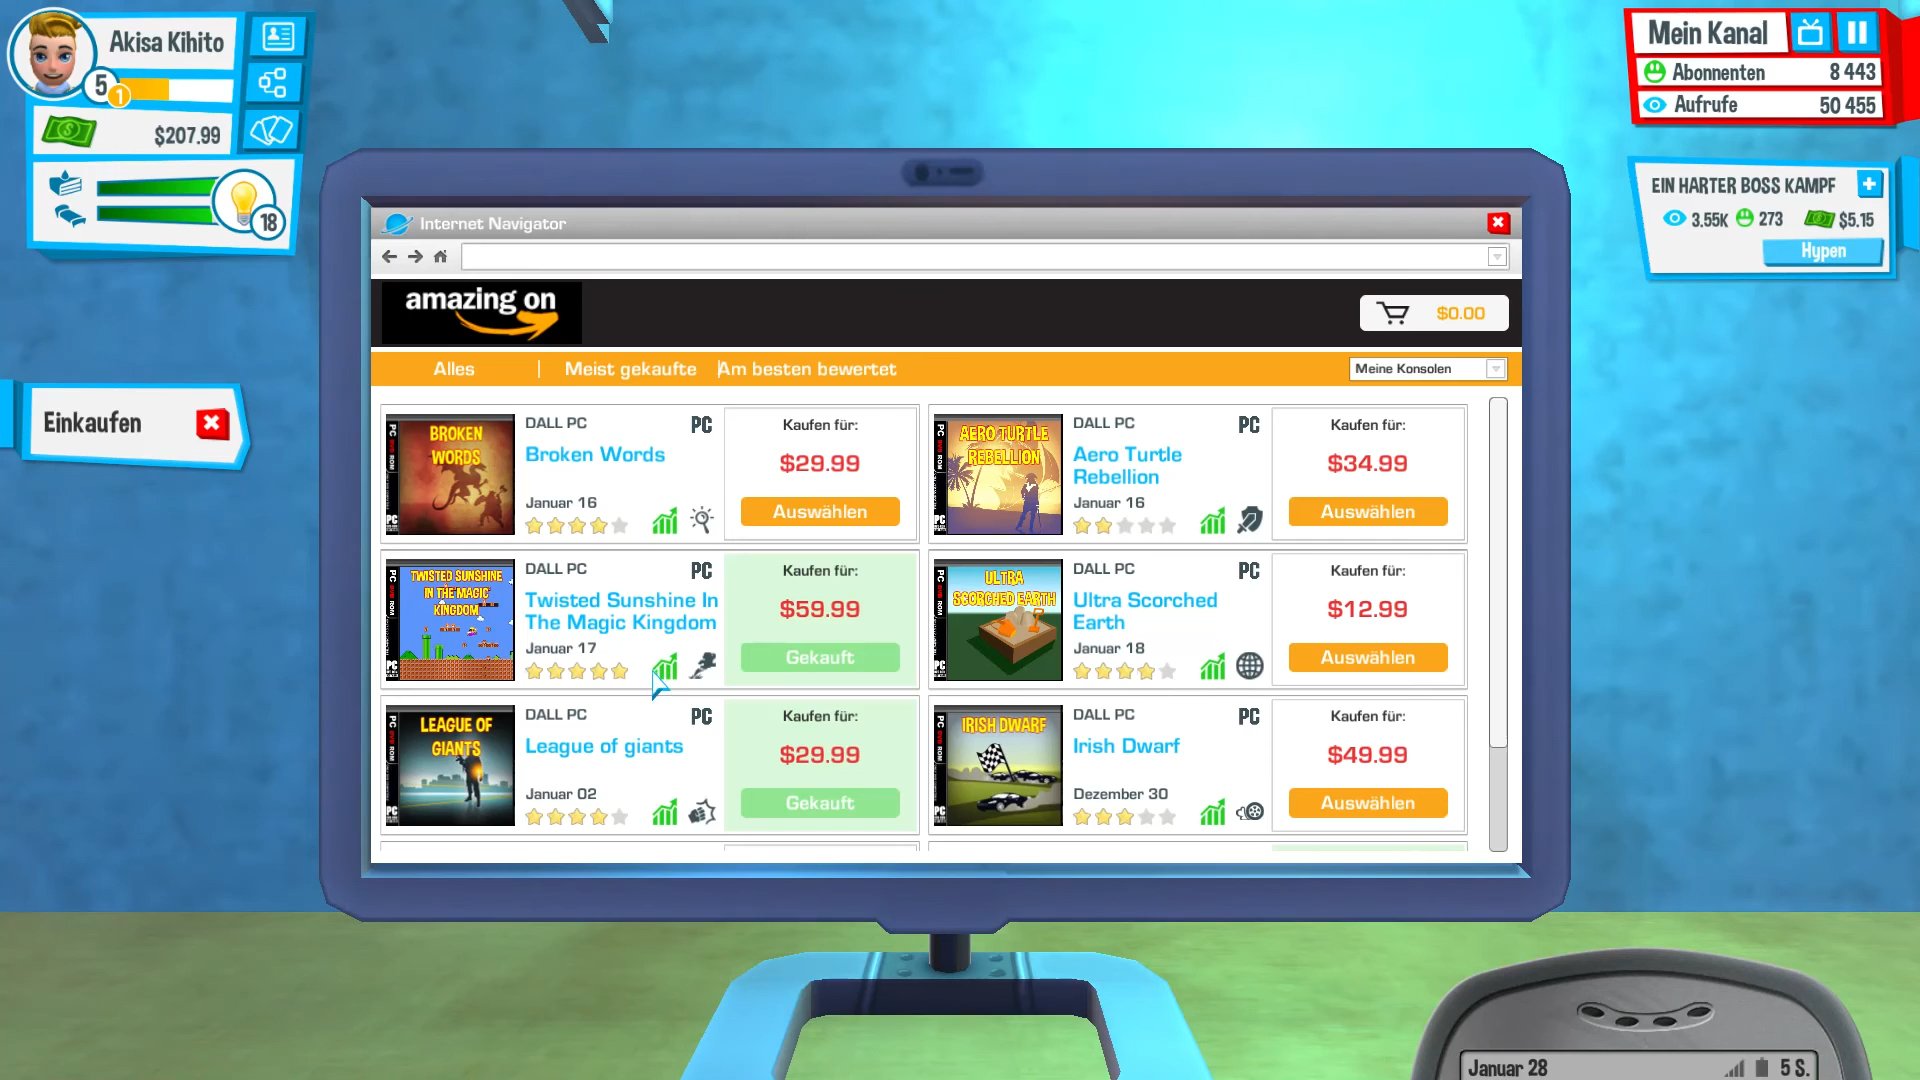 Akisa Kihito
5
1
$207.99
18
Mein Kanal
Abonnenten 8 443
Aufrufe 50 455
EIN HARTER BOSS KAMPF
3.55K 273 $5.15
Hypen
Einkaufen
Internet Navigator
amazing on
$0.00
Alles | Meist gekaufte | Am besten bewertet
Meine Konsolen
BROKEN
WORDS
DALL PC PC
Broken Words
Januar 16
Kaufen für:
$29.99
Auswählen
AERO TURTLE
REBELLION
DALL PC PC
Aero Turtle
Rebellion
Januar 16
Kaufen für:
$34.99
Auswählen
TWISTED SUNSHINE
IN THE MAGIC
KINGDOM
DALL PC PC
Twisted Sunshine In
The Magic Kingdom
Januar 17
Kaufen für:
$59.99
Gekauft
ULTRA
SCORCHED EARTH
DALL PC PC
Ultra Scorched
Earth
Januar 18
Kaufen für:
$12.99
Auswählen
LEAGUE OF
GIANTS
DALL PC PC
League of giants
Januar 02
Kaufen für:
$29.99
Gekauft
IRISH DWARF
DALL PC PC
Irish Dwarf
Dezember 30
Kaufen für:
$49.99
Auswählen
Januar 28 5 S.